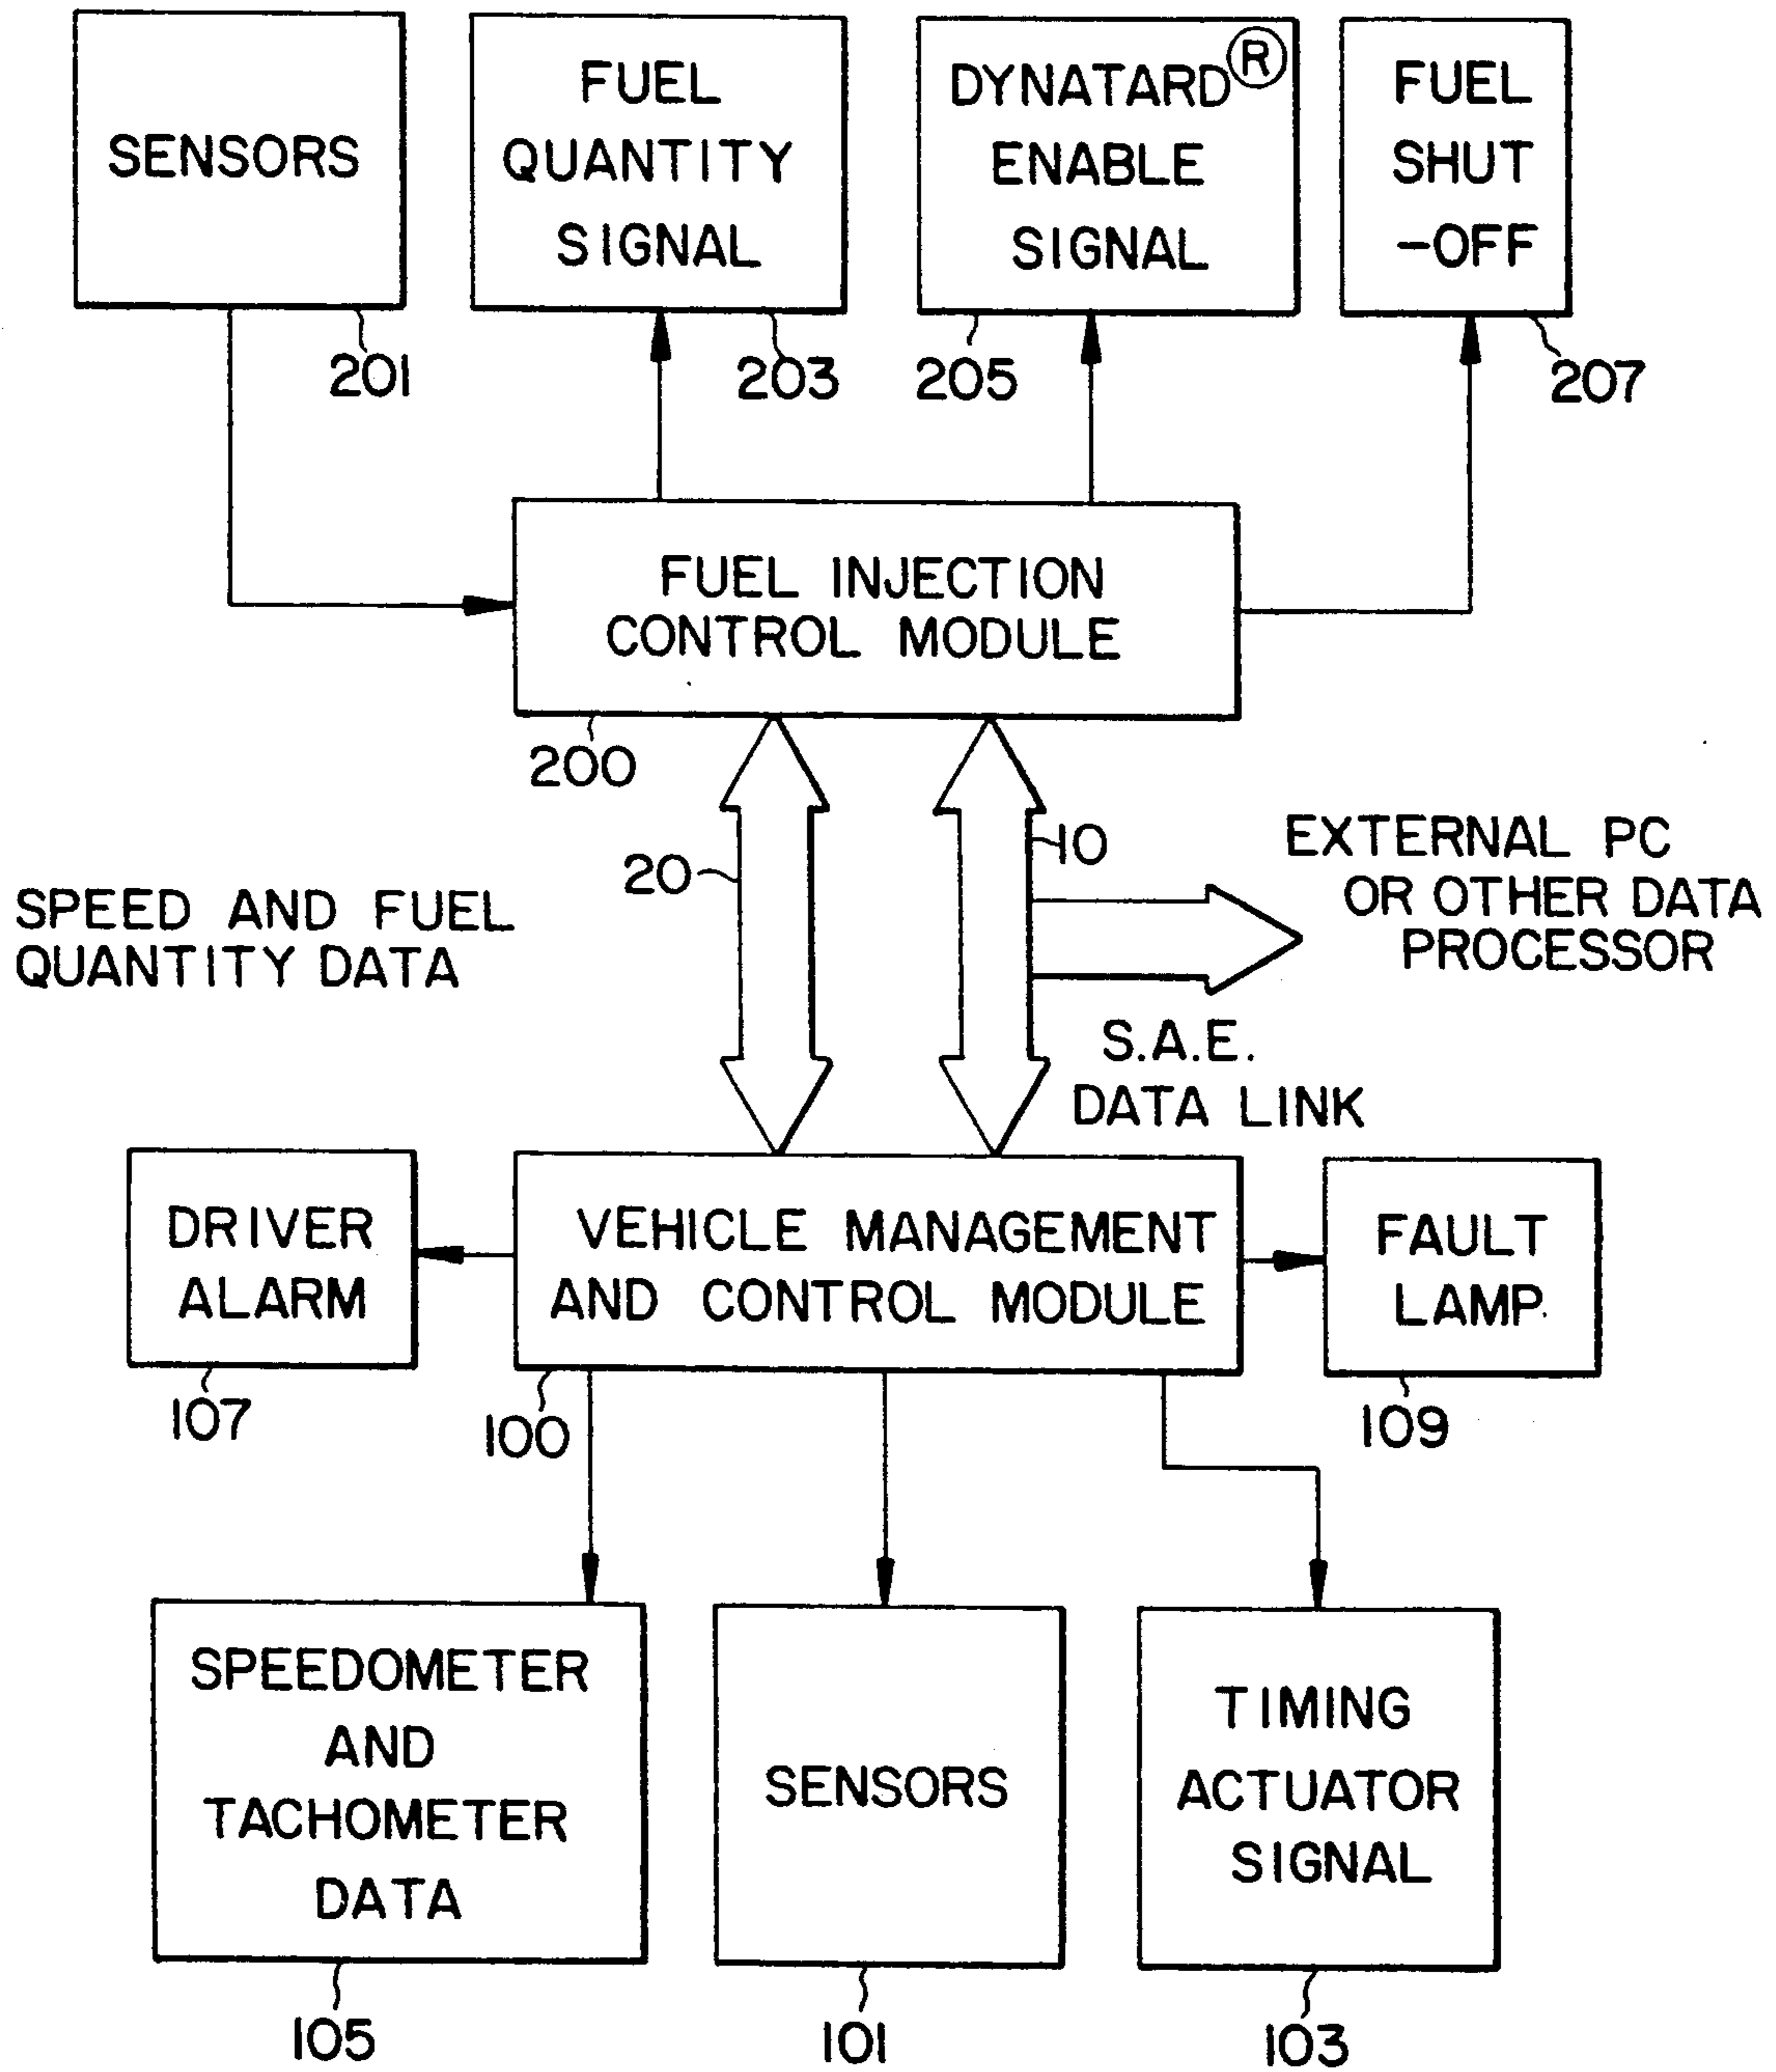 SENSORS
FUEL
QUANTITY
SIGNAL
DYNATARD®
ENABLE
SIGNAL
FUEL
SHUT
-OFF
201
203
205
207
FUEL INJECTION
CONTROL MODULE
200
20
10
SPEED AND FUEL
QUANTITY DATA
EXTERNAL PC
OR OTHER DATA
PROCESSOR
S.A.E.
DATA LINK
DRIVER
ALARM
VEHICLE MANAGEMENT
AND CONTROL MODULE
FAULT
LAMP
107
100
109
SPEEDOMETER
AND
TACHOMETER
DATA
SENSORS
TIMING
ACTUATOR
SIGNAL
105
101
103